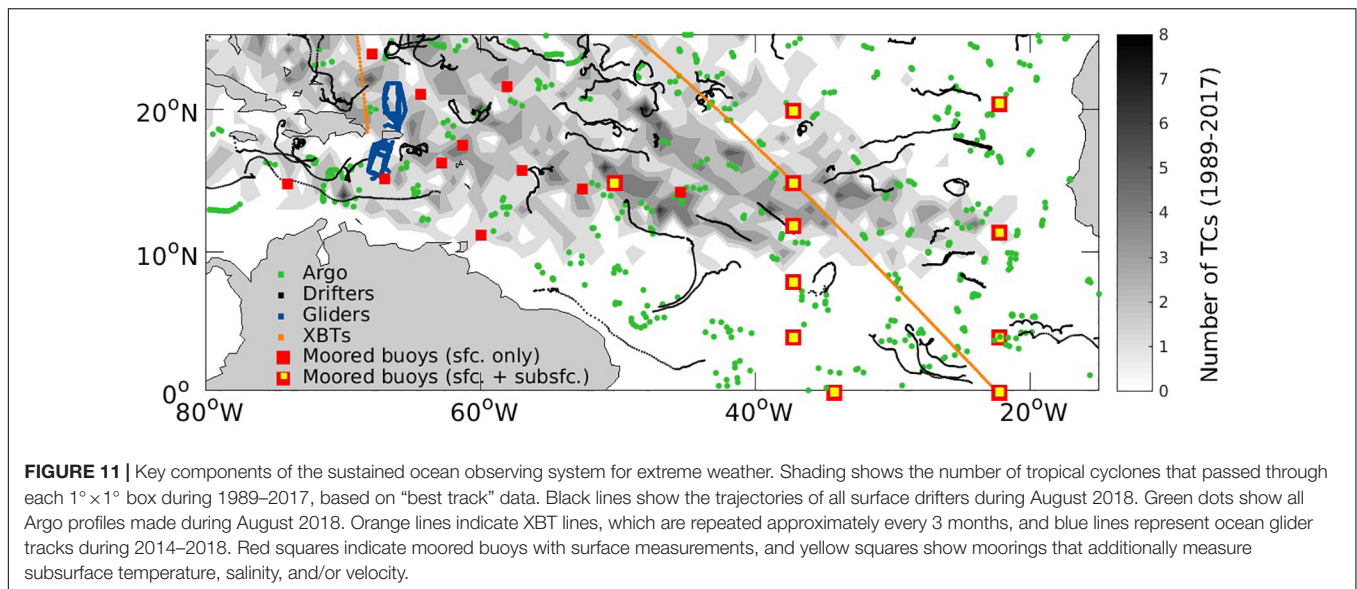 20°N
10°N
0°
80°W
60°W
40°W
20°W
Argo
Drifters
Gliders
XBTs
Moored buoys (sfc. only)
Moored buoys (sfc. + subsfc.)
8
7
6
5
4
3
2
1
0
Number of TCs (1989-2017)
FIGURE 11 | Key components of the sustained ocean observing system for extreme weather. Shading shows the number of tropical cyclones that passed through
each 1° × 1° box during 1989–2017, based on “best track” data. Black lines show the trajectories of all surface drifters during August 2018. Green dots show all
Argo profiles made during August 2018. Orange lines indicate XBT lines, which are repeated approximately every 3 months, and blue lines represent ocean glider
tracks during 2014–2018. Red squares indicate moored buoys with surface measurements, and yellow squares show moorings that additionally measure
subsurface temperature, salinity, and/or velocity.